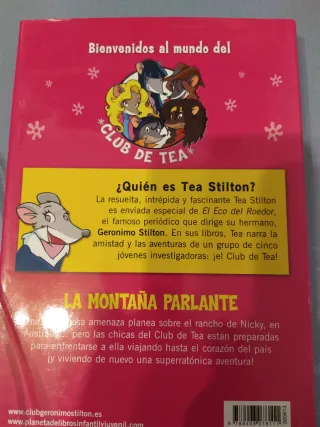 Bienvenidos al mundo del
CLUB DE TEA
¿Quién es Tea Stilton?
La resuelta, intrépida y fascinante Tea Stilton
es enviada especial de El Eco del Roedor,
el famoso periódico que dirige su hermano,
Geronimo Stilton. En sus libros, Tea narra la
amistad y las aventuras de un grupo de cinco
jóvenes investigadoras: ¡el Club de Tea!
LA MONTAÑA PARLANTE
amenaza planea sobre el rancho de Nicky, en
pero las chicas del Club de Tea están preparadas
para enfrentarse a ella viajando hasta el corazón del país
¡y viviendo de nuevo una superratónica aventura!
www.clubgeronimostilton.es
www.planetadelibrosinfantilyjuvenil.com